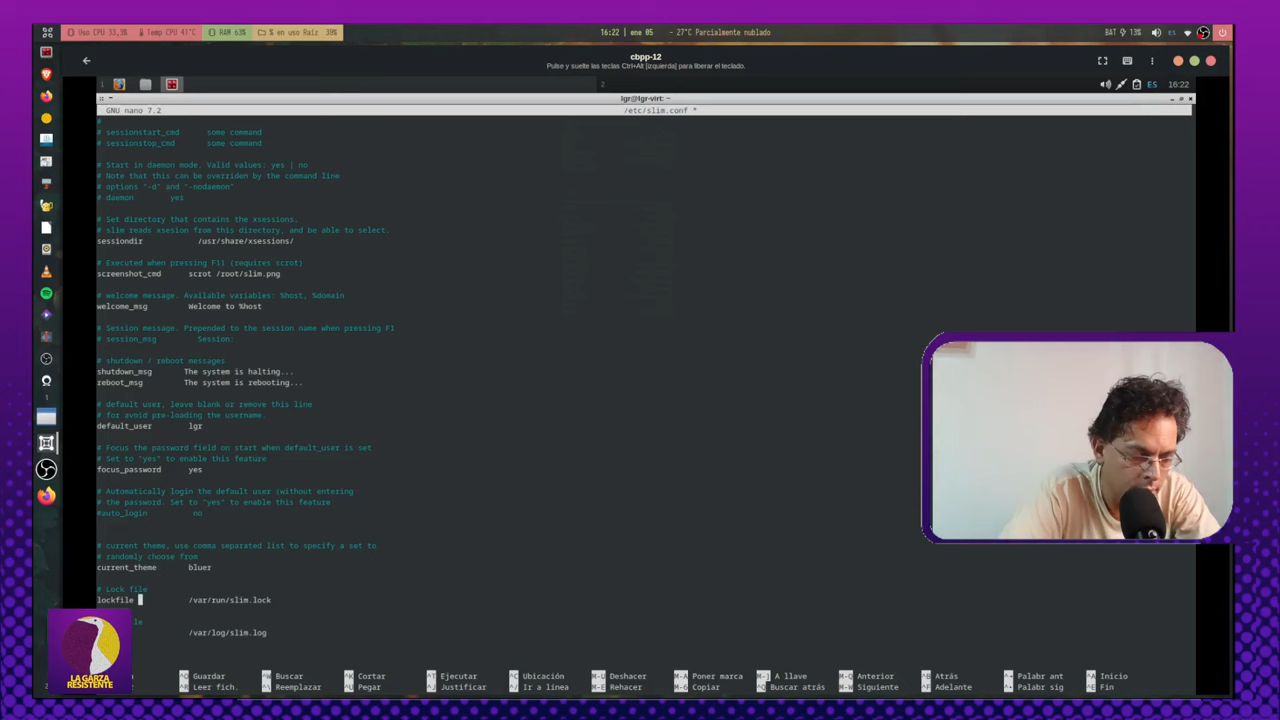 Uso CPU 33,3% Temp CPU 47°C RAM 63% % en uso Raíz 39% 16:22 | ene 05 - 27°C Parcialmente nublado BAT 13% ES
cbpp-12
Pulse y suelte las teclas Ctrl+Alt [izquierda] para liberar el teclado.
1 2 ES 16:22
lgr@lgr-virt: ~
GNU nano 7.2 /etc/slim.conf *
#
# sessionstart_cmd some command
# sessionstop_cmd some command
# Start in daemon mode. Valid values: yes | no
# Note that this can be overriden by the command line
# options "-d" and "-nodaemon"
# daemon yes
# Set directory that contains the xsessions.
# slim reads xsesion from this directory, and be able to select.
sessiondir /usr/share/xsessions/
# Executed when pressing F11 (requires scrot)
screenshot_cmd scrot /root/slim.png
# welcome message. Available variables: %host, %domain
welcome_msg Welcome to %host
# Session message. Prepended to the session name when pressing F1
# session_msg Session:
# shutdown / reboot messages
shutdown_msg The system is halting...
reboot_msg The system is rebooting...
# default user, leave blank or remove this line
# for avoid pre-loading the username.
default_user lgr
# Focus the password field on start when default_user is set
# Set to "yes" to enable this feature
focus_password yes
# Automatically login the default user (without entering
# the password. Set to "yes" to enable this feature
#auto_login no
# current theme, use comma separated list to specify a set to
# randomly choose from
current_theme bluer
# Lock file
lockfile /var/run/slim.lock
le
/var/log/slim.log
^O Guardar ^W Buscar ^K Cortar ^T Ejecutar ^C Ubicación M-U Deshacer M-A Poner marca M-] A llave M-Q Anterior ^B Atrás Palabr ant ^A Inicio
^R Leer fich. ^\ Reemplazar ^U Pegar ^J Justificar Ir a línea M-E Rehacer M-6 Copiar ^Q Buscar atrás M-W Siguiente ^F Adelante Palabr sig ^E Fin
LA GARZA
RESISTENTE